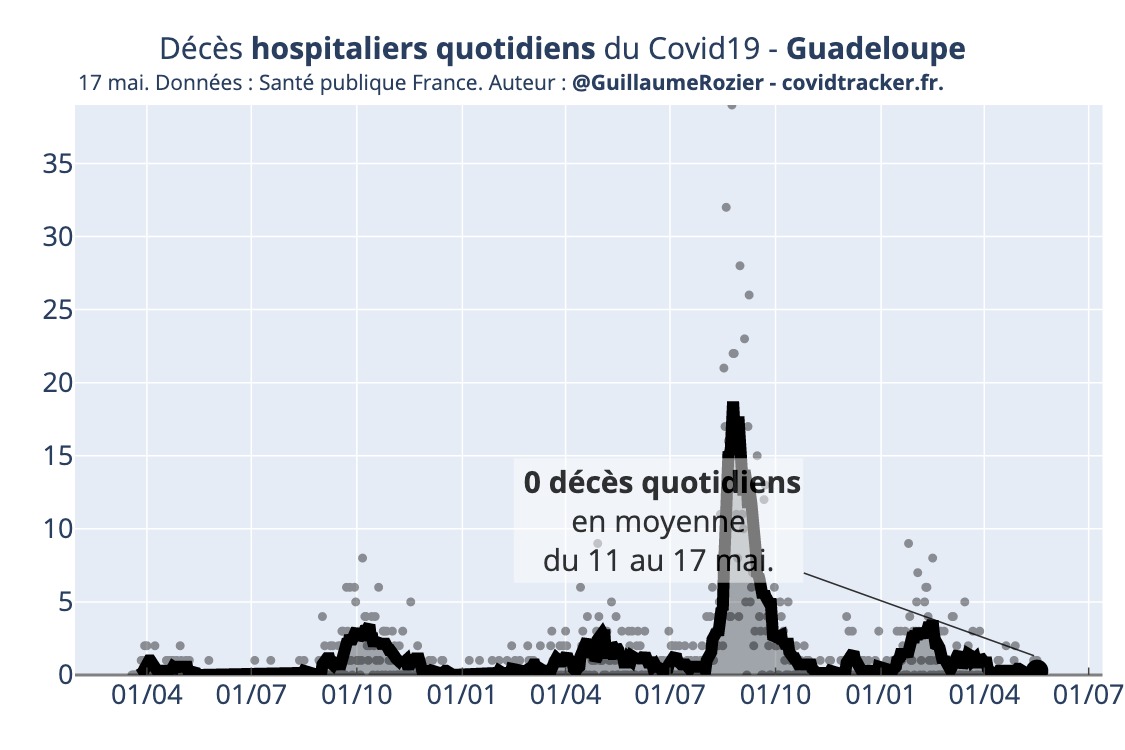 Décès hospitaliers quotidiens du Covid19 - Guadeloupe
17 mai. Données : Santé publique France. Auteur : @GuillaumeRozier - covidtracker.fr.
35
30
25
20
15
10
5
0
0 décès quotidiens
en moyenne
du 11 au 17 mai.
01/04 01/07 01/10 01/01 01/04 01/07 01/10 01/01 01/04 01/07